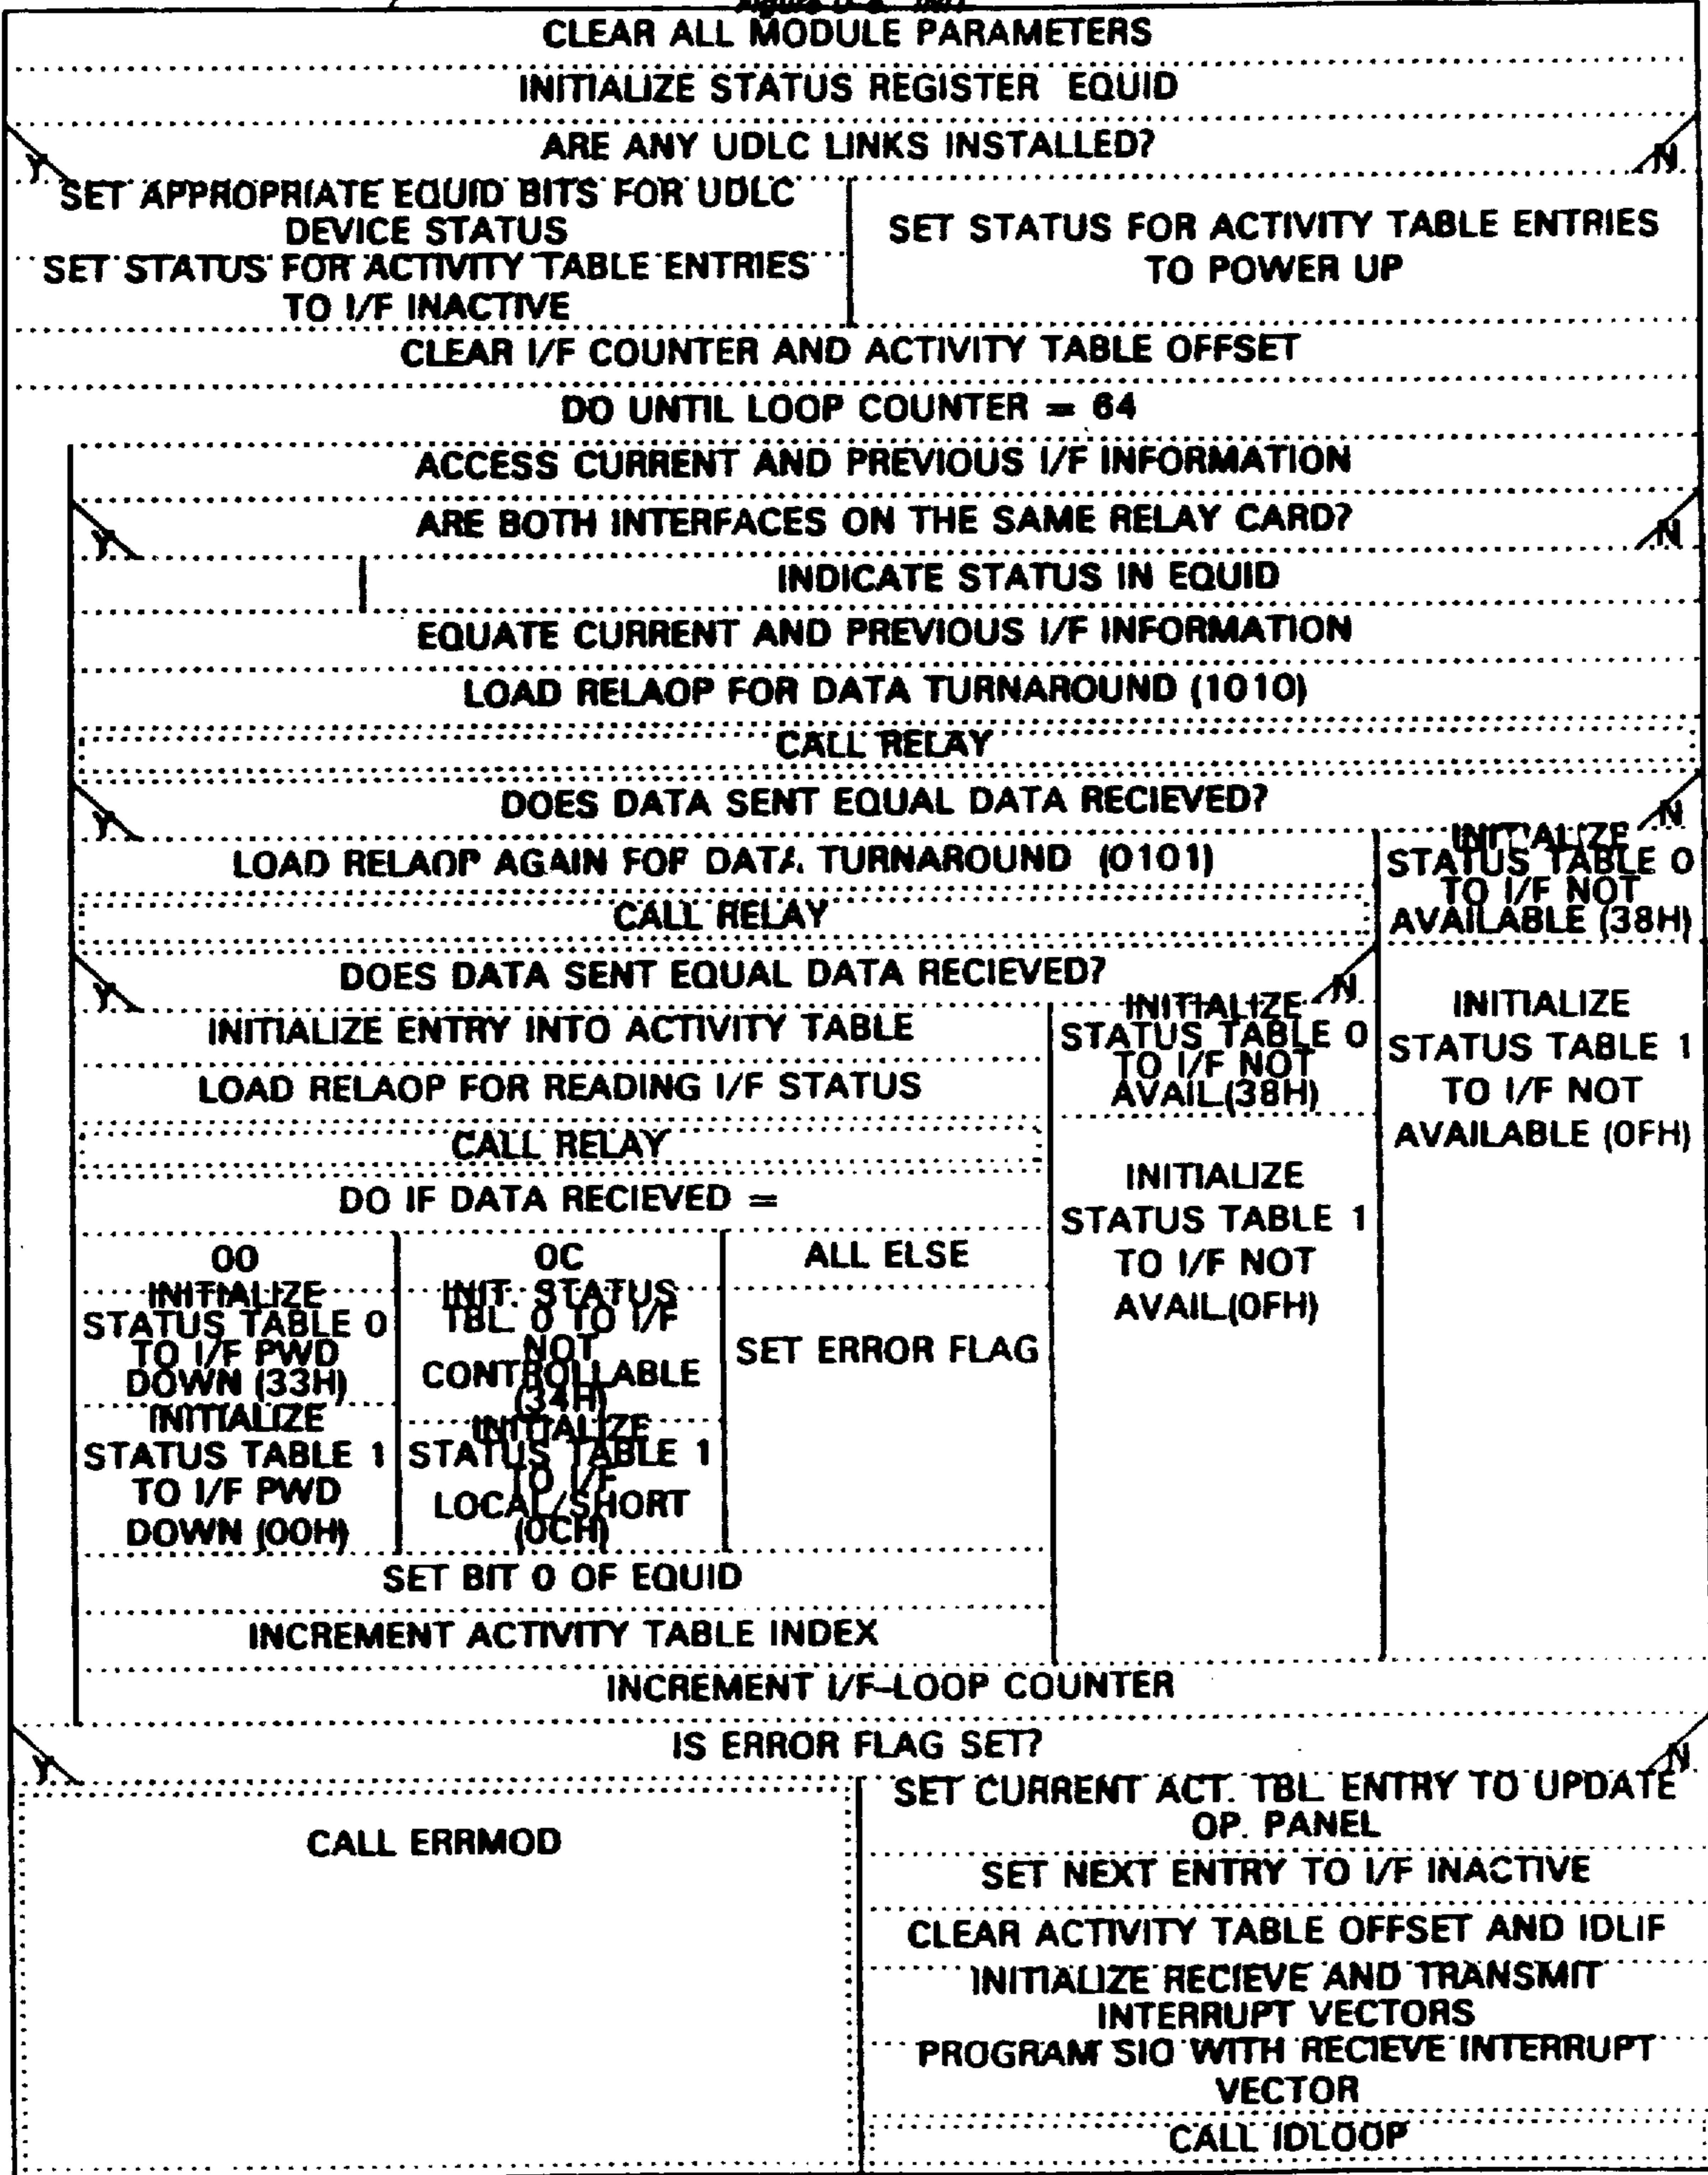 CLEAR ALL MODULE PARAMETERS
INITIALIZE STATUS REGISTER EQUID
ARE ANY UDLC LINKS INSTALLED?
Y
N
SET APPROPRIATE EQUID BITS FOR UDLC
DEVICE STATUS
SET STATUS FOR ACTIVITY TABLE ENTRIES
TO I/F INACTIVE
SET STATUS FOR ACTIVITY TABLE ENTRIES
TO POWER UP
CLEAR I/F COUNTER AND ACTIVITY TABLE OFFSET
DO UNTIL LOOP COUNTER = 64
ACCESS CURRENT AND PREVIOUS I/F INFORMATION
ARE BOTH INTERFACES ON THE SAME RELAY CARD?
Y
N
INDICATE STATUS IN EQUID
EQUATE CURRENT AND PREVIOUS I/F INFORMATION
LOAD RELAOP FOR DATA TURNAROUND (1010)
CALL RELAY
DOES DATA SENT EQUAL DATA RECIEVED?
Y
N
LOAD RELAOP AGAIN FOR DATA TURNAROUND (0101)
CALL RELAY
DOES DATA SENT EQUAL DATA RECIEVED?
Y
N
INITIALIZE ENTRY INTO ACTIVITY TABLE
LOAD RELAOP FOR READING I/F STATUS
CALL RELAY
DO IF DATA RECIEVED =
00
INITIALIZE
STATUS TABLE 0
TO I/F PWD
DOWN (33H)
INITIALIZE
STATUS TABLE 1
TO I/F PWD
DOWN (00H)
0C
INIT. STATUS
TBL. 0 TO I/F
NOT
CONTROLLABLE
(34H)
INITIALIZE
STATUS TABLE 1
TO I/F
LOCAL/SHORT
(0CH)
ALL ELSE
SET ERROR FLAG
SET BIT 0 OF EQUID
INCREMENT ACTIVITY TABLE INDEX
INITIALIZE
STATUS TABLE 0
TO I/F NOT
AVAIL.(38H)
INITIALIZE
STATUS TABLE 1
TO I/F NOT
AVAIL.(0FH)
INITIALIZE
STATUS TABLE 0
TO I/F NOT
AVAILABLE (38H)
INITIALIZE
STATUS TABLE 1
TO I/F NOT
AVAILABLE (0FH)
INCREMENT I/F-LOOP COUNTER
IS ERROR FLAG SET?
Y
N
CALL ERRMOD
SET CURRENT ACT. TBL. ENTRY TO UPDATE
OP. PANEL
SET NEXT ENTRY TO I/F INACTIVE
CLEAR ACTIVITY TABLE OFFSET AND IDLIF
INITIALIZE RECIEVE AND TRANSMIT
INTERRUPT VECTORS
PROGRAM SIO WITH RECIEVE INTERRUPT
VECTOR
CALL IDLOOP